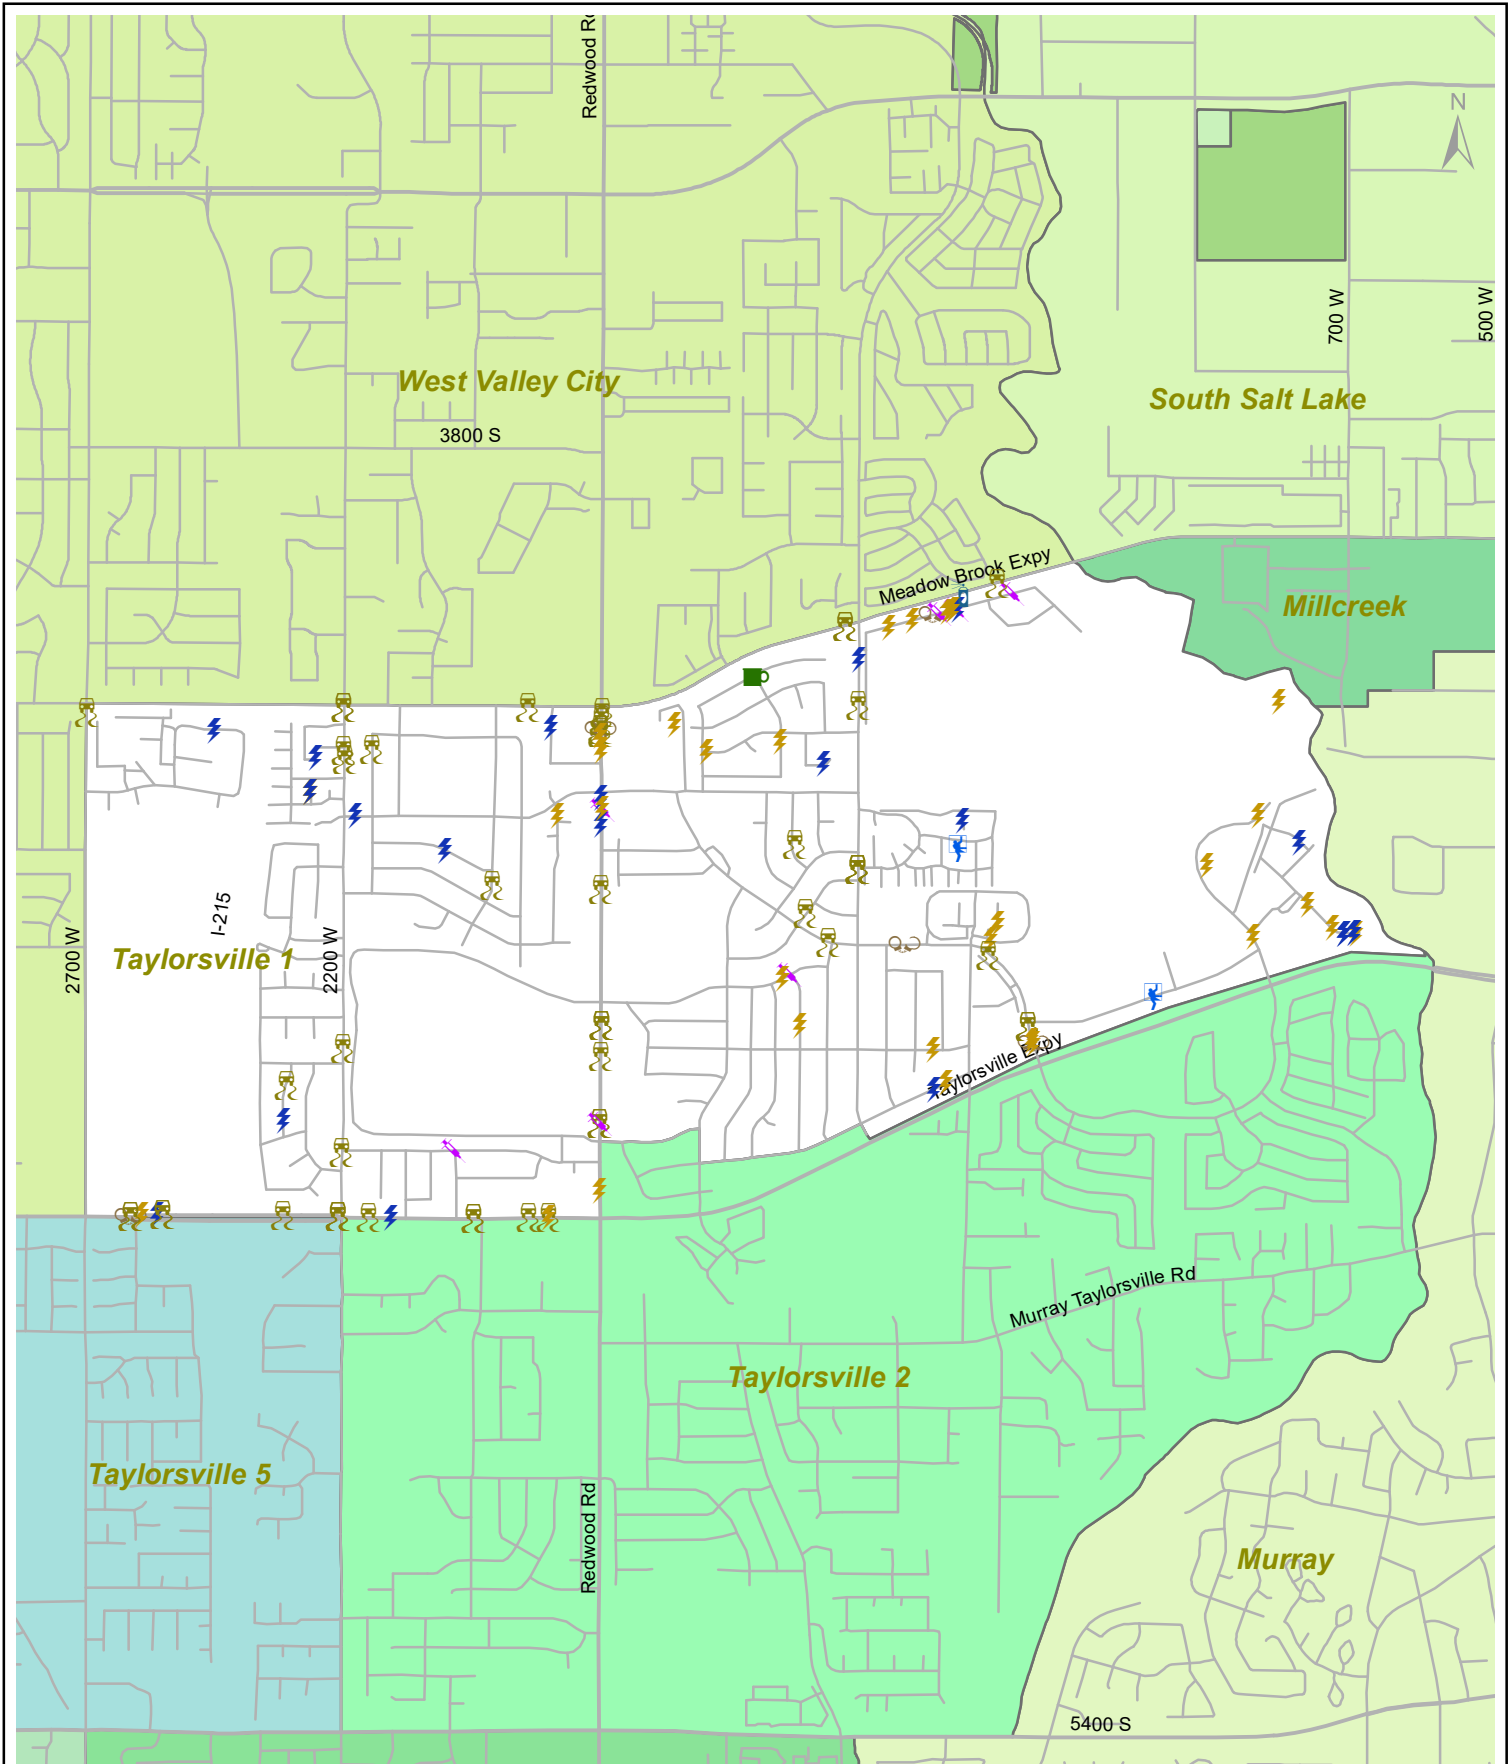 Redwood
N
700 W
500 W
West Valley City
South Salt Lake
3800 S
Meadow Brook Expy
Millcreek
I-215
2700 W
2200 W
Taylorsville 1
Taylorsville Expy
Murray Taylorsville Rd
Taylorsville 2
Taylorsville 5
Redwood Rd
Murray
5400 S